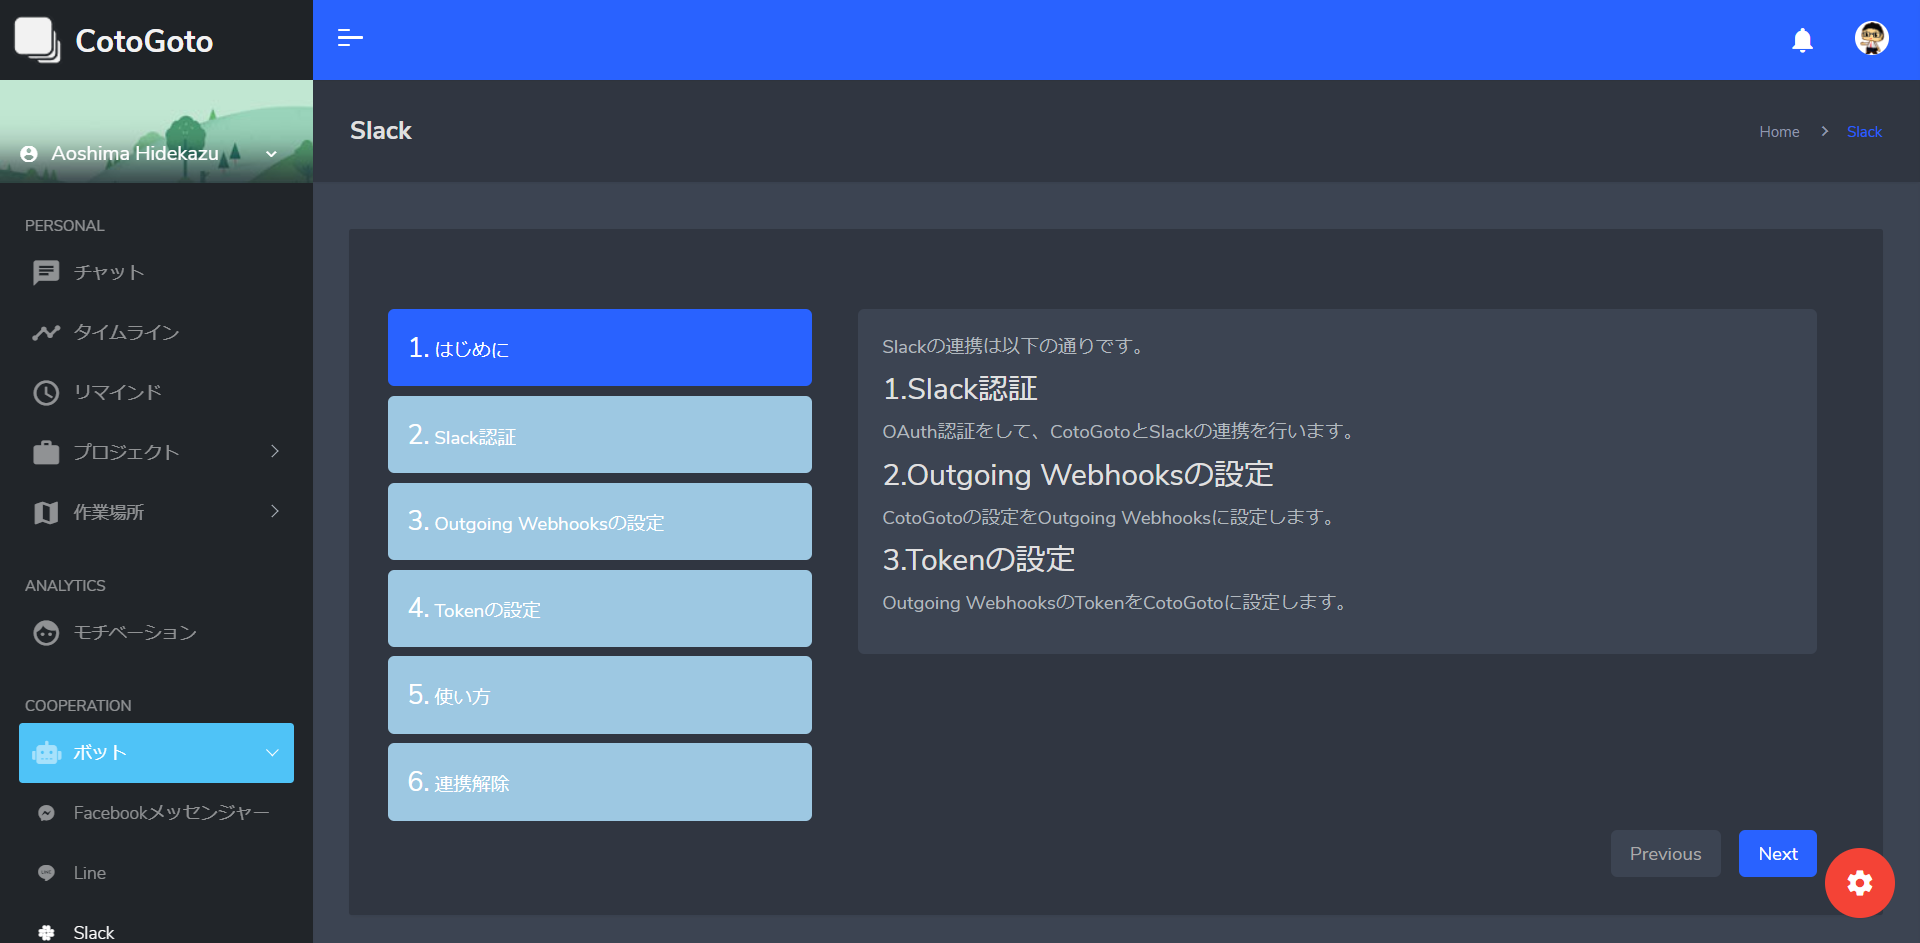 CotoGoto
Aoshima Hidekazu
PERSONAL
チャット
タイムライン
リマインド
プロジェクト
作業場所
ANALYTICS
モチベーション
COOPERATION
ボット
Facebookメッセンジャー
Line
Slack
Slack
Home
Slack
1. はじめに
2. Slack認証
3. Outgoing Webhooksの設定
4. Tokenの設定
5. 使い方
6. 連携解除
Slackの連携は以下の通りです。
1.Slack認証
OAuth認証をして、CotoGotoとSlackの連携を行います。
2.Outgoing Webhooksの設定
CotoGotoの設定をOutgoing Webhooksに設定します。
3.Tokenの設定
Outgoing WebhooksのTokenをCotoGotoに設定します。
Previous
Next